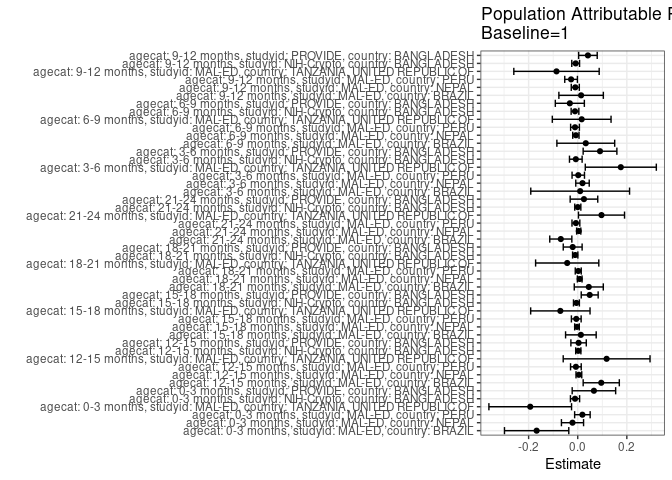 Population Attributable
Baseline=1
agecat: 9-12 months, studyid: PROVIDE, country: BANGLADESH
agecat: 9-12 months, studyid: NIH-Crypto, country: BANGLADESH
agecat: 9-12 months, studyid: MAL-ED, country: TANZANIA, UNITED REPUBLIC OF
agecat: 9-12 months, studyid: MAL-ED, country: PERU
agecat: 9-12 months, studyid: MAL-ED, country: NEPAL
agecat: 9-12 months, studyid: MAL-ED, country: BRAZIL
agecat: 6-9 months, studyid: PROVIDE, country: BANGLADESH
agecat: 6-9 months, studyid: NIH-Crypto, country: BANGLADESH
agecat: 6-9 months, studyid: MAL-ED, country: TANZANIA, UNITED REPUBLIC OF
agecat: 6-9 months, studyid: MAL-ED, country: PERU
agecat: 6-9 months, studyid: MAL-ED, country: NEPAL
agecat: 6-9 months, studyid: MAL-ED, country: BRAZIL
agecat: 3-6 months, studyid: PROVIDE, country: BANGLADESH
agecat: 3-6 months, studyid: NIH-Crypto, country: BANGLADESH
agecat: 3-6 months, studyid: MAL-ED, country: TANZANIA, UNITED REPUBLIC OF
agecat: 3-6 months, studyid: MAL-ED, country: PERU
agecat: 3-6 months, studyid: MAL-ED, country: NEPAL
agecat: 3-6 months, studyid: MAL-ED, country: BRAZIL
agecat: 21-24 months, studyid: PROVIDE, country: BANGLADESH
agecat: 21-24 months, studyid: NIH-Crypto, country: BANGLADESH
agecat: 21-24 months, studyid: MAL-ED, country: TANZANIA, UNITED REPUBLIC OF
agecat: 21-24 months, studyid: MAL-ED, country: PERU
agecat: 21-24 months, studyid: MAL-ED, country: NEPAL
agecat: 21-24 months, studyid: MAL-ED, country: BRAZIL
agecat: 18-21 months, studyid: PROVIDE, country: BANGLADESH
agecat: 18-21 months, studyid: NIH-Crypto, country: BANGLADESH
agecat: 18-21 months, studyid: MAL-ED, country: TANZANIA, UNITED REPUBLIC OF
agecat: 18-21 months, studyid: MAL-ED, country: PERU
agecat: 18-21 months, studyid: MAL-ED, country: NEPAL
agecat: 18-21 months, studyid: MAL-ED, country: BRAZIL
agecat: 15-18 months, studyid: PROVIDE, country: BANGLADESH
agecat: 15-18 months, studyid: NIH-Crypto, country: BANGLADESH
agecat: 15-18 months, studyid: MAL-ED, country: TANZANIA, UNITED REPUBLIC OF
agecat: 15-18 months, studyid: MAL-ED, country: PERU
agecat: 15-18 months, studyid: MAL-ED, country: NEPAL
agecat: 15-18 months, studyid: MAL-ED, country: BRAZIL
agecat: 12-15 months, studyid: PROVIDE, country: BANGLADESH
agecat: 12-15 months, studyid: NIH-Crypto, country: BANGLADESH
agecat: 12-15 months, studyid: MAL-ED, country: TANZANIA, UNITED REPUBLIC OF
agecat: 12-15 months, studyid: MAL-ED, country: PERU
agecat: 12-15 months, studyid: MAL-ED, country: NEPAL
agecat: 12-15 months, studyid: MAL-ED, country: BRAZIL
agecat: 0-3 months, studyid: PROVIDE, country: BANGLADESH
agecat: 0-3 months, studyid: NIH-Crypto, country: BANGLADESH
agecat: 0-3 months, studyid: MAL-ED, country: TANZANIA, UNITED REPUBLIC OF
agecat: 0-3 months, studyid: MAL-ED, country: PERU
agecat: 0-3 months, studyid: MAL-ED, country: NEPAL
agecat: 0-3 months, studyid: MAL-ED, country: BRAZIL
-0.2 0.0 0.2
Estimate